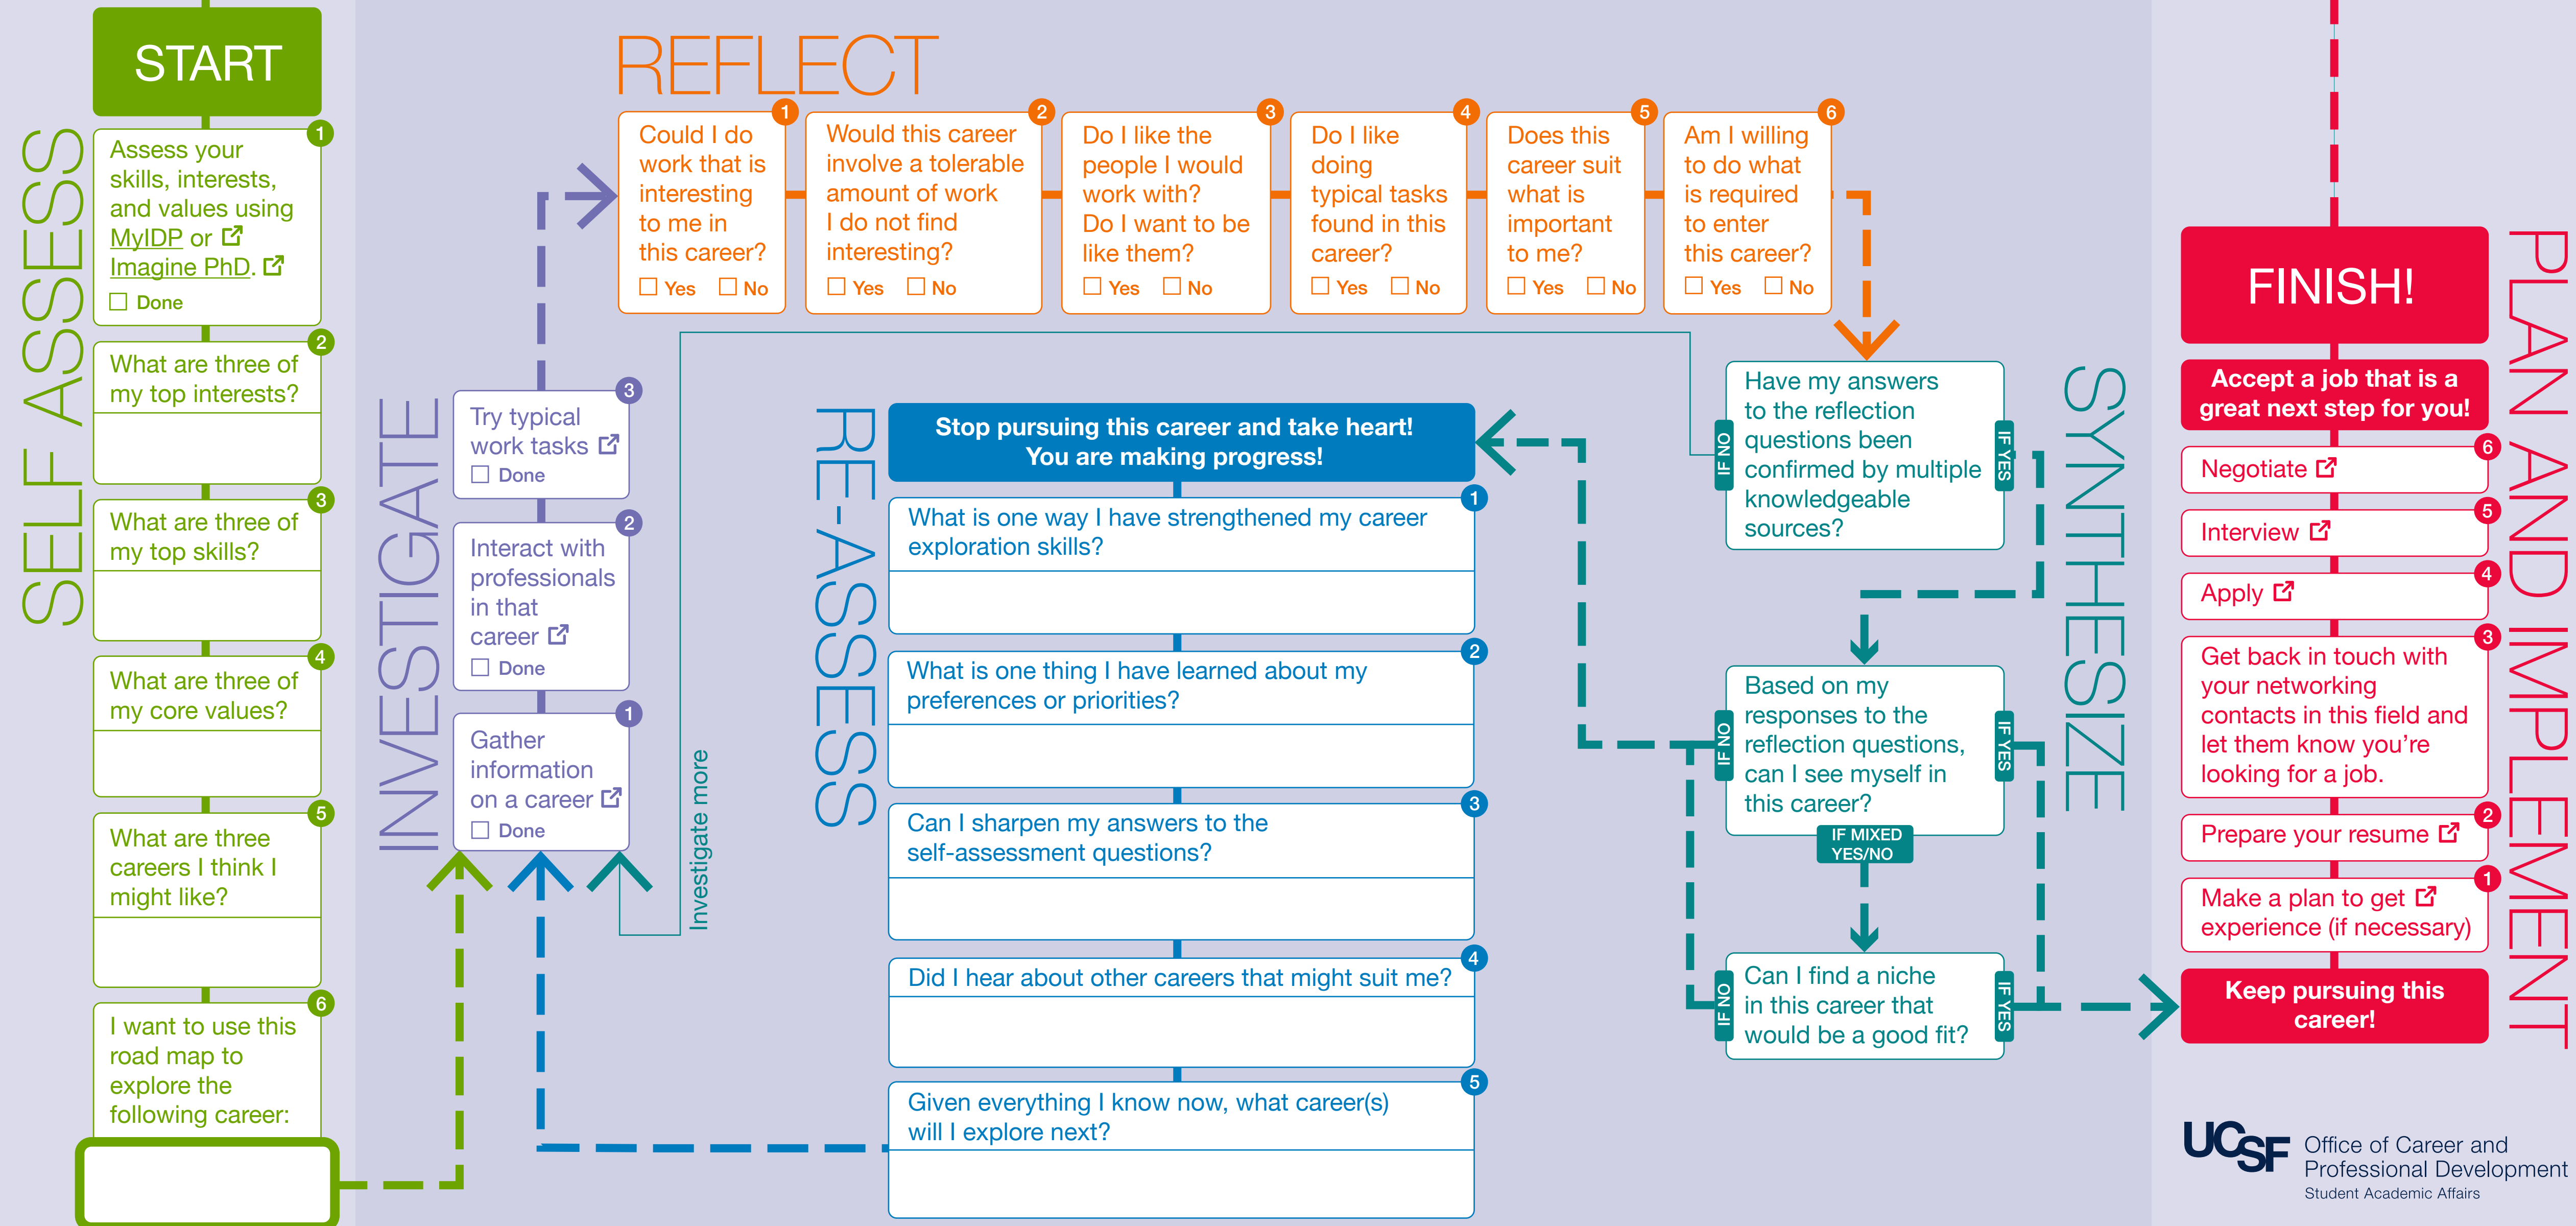 START
SELF ASSESS
1
Assess your
skills, interests,
and values using
MyIDP or
Imagine PhD.
Done
2
What are three of
my top interests?
3
What are three of
my top skills?
4
What are three of
my core values?
5
What are three
careers I think I
might like?
6
I want to use this
road map to
explore the
following career:
INVESTIGATE
1
Gather
information
on a career
Done
2
Interact with
professionals
in that
career
Done
3
Try typical
work tasks
Done
REFLECT
1
Could I do
work that is
interesting
to me in
this career?
Yes No
2
Would this career
involve a tolerable
amount of work
I do not find
interesting?
Yes No
3
Do I like the
people I would
work with?
Do I want to be
like them?
Yes No
4
Do I like
doing
typical tasks
found in this
career?
Yes No
5
Does this
career suit
what is
important
to me?
Yes No
6
Am I willing
to do what
is required
to enter
this career?
Yes No
SYNTHESIZE
Have my answers
to the reflection
questions been
confirmed by multiple
knowledgeable
sources?
IF NO
IF YES
Investigate more
Based on my
responses to the
reflection questions,
can I see myself in
this career?
IF NO
IF YES
IF MIXED
YES/NO
Can I find a niche
in this career that
would be a good fit?
IF NO
IF YES
RE-ASSESS
Stop pursuing this career and take heart!
You are making progress!
1
What is one way I have strengthened my career
exploration skills?
2
What is one thing I have learned about my
preferences or priorities?
3
Can I sharpen my answers to the
self-assessment questions?
4
Did I hear about other careers that might suit me?
5
Given everything I know now, what career(s)
will I explore next?
PLAN AND IMPLEMENT
FINISH!
Accept a job that is a
great next step for you!
6
Negotiate
5
Interview
4
Apply
3
Get back in touch with
your networking
contacts in this field and
let them know you’re
looking for a job.
2
Prepare your resume
1
Make a plan to get
experience (if necessary)
Keep pursuing this
career!
UCSF
Office of Career and
Professional Development
Student Academic Affairs